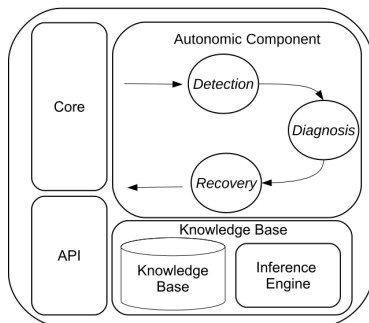 Autonomic Component
Core
Detection
Diagnosis
Recovery
API
Knowledge Base
Knowledge
Base
Inference
Engine